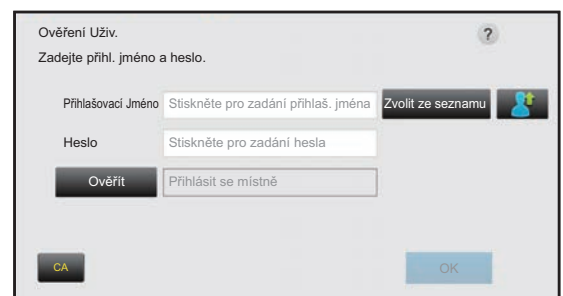 Ověření Uživ.
?
Zadejte přihl. jméno a heslo.
Přihlašovací Jméno Stiskněte pro zadání přihlaš. jména Zvolit ze seznamu
Heslo Stiskněte pro zadání hesla
Ověřít Přihlásit se místně
CA OK